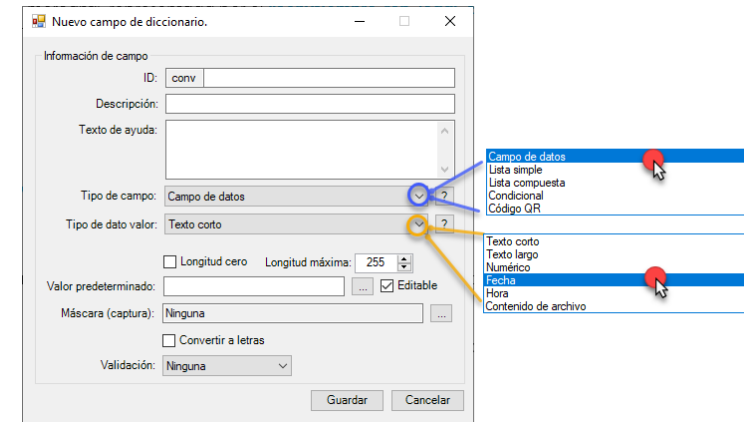 Nuevo campo de diccionario.
Información de campo
ID: conv
Descripción:
Texto de ayuda:
Tipo de campo: Campo de datos ?
Tipo de dato valor: Texto corto ?
Longitud cero Longitud máxima: 255
Valor predeterminado: ... Editable
Máscara (captura): Ninguna ...
Convertir a letras
Validación: Ninguna
Guardar Cancelar
Campo de datos
Lista simple
Lista compuesta
Condicional
Código QR
Texto corto
Texto largo
Numérico
Fecha
Hora
Contenido de archivo